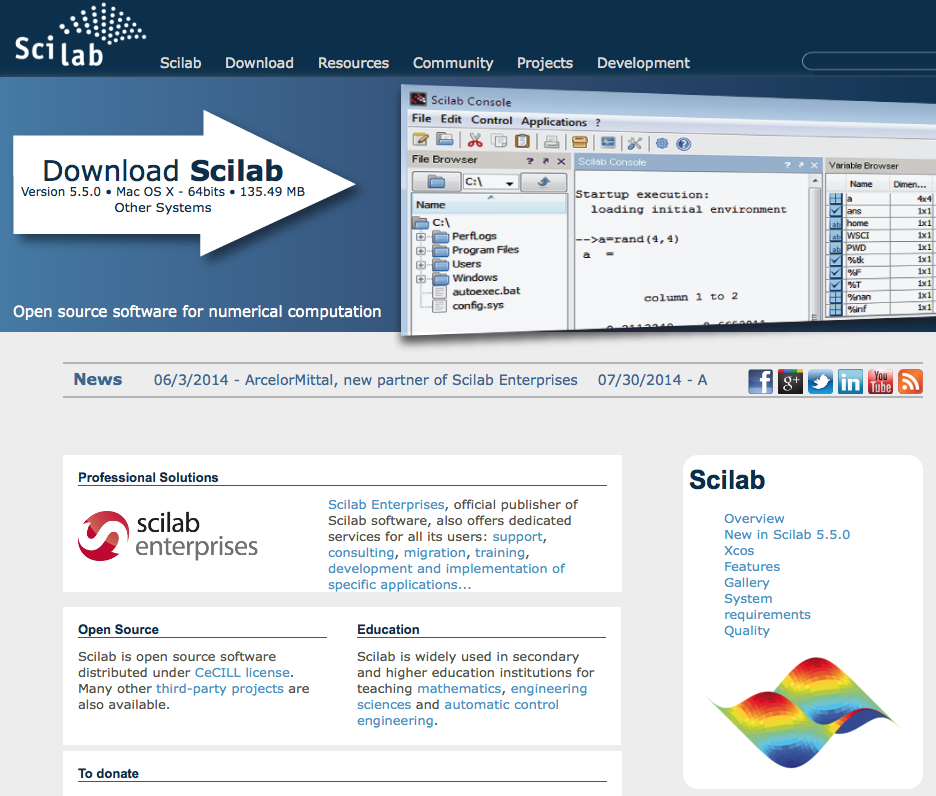 Scilab
Scilab Download Resources Community Projects Development
Download Scilab
Version 5.5.0 • Mac OS X - 64bits • 135.49 MB
Other Systems
Open source software for numerical computation
Scilab Console
File Edit Control Applications ?
File Browser ? ↗ ×
C:\
Name
C:\
PerfLogs
Program Files
Users
Windows
autoexec.bat
config.sys
Scilab Console ? ↗ ×
Startup execution:
loading initial environment
-->a=rand(4,4)
a =
column 1 to 2
Variable Browser
Name Dimen...
a 4x4
ans 1x1
home 1x1
WSCI 1x1
PWD 1x1
%tk 1x1
%F 1x1
%T 1x1
%nan 1x1
%inf 1x1
News 06/3/2014 - ArcelorMittal, new partner of Scilab Enterprises 07/30/2014 - A
f g+ in You Tube
Professional Solutions
scilab
enterprises
Scilab Enterprises, official publisher of
Scilab software, also offers dedicated
services for all its users: support,
consulting, migration, training,
development and implementation of
specific applications...
Open Source
Scilab is open source software
distributed under CeCILL license.
Many other third-party projects are
also available.
Education
Scilab is widely used in secondary
and higher education institutions for
teaching mathematics, engineering
sciences and automatic control
engineering.
To donate
Scilab
Overview
New in Scilab 5.5.0
Xcos
Features
Gallery
System
requirements
Quality